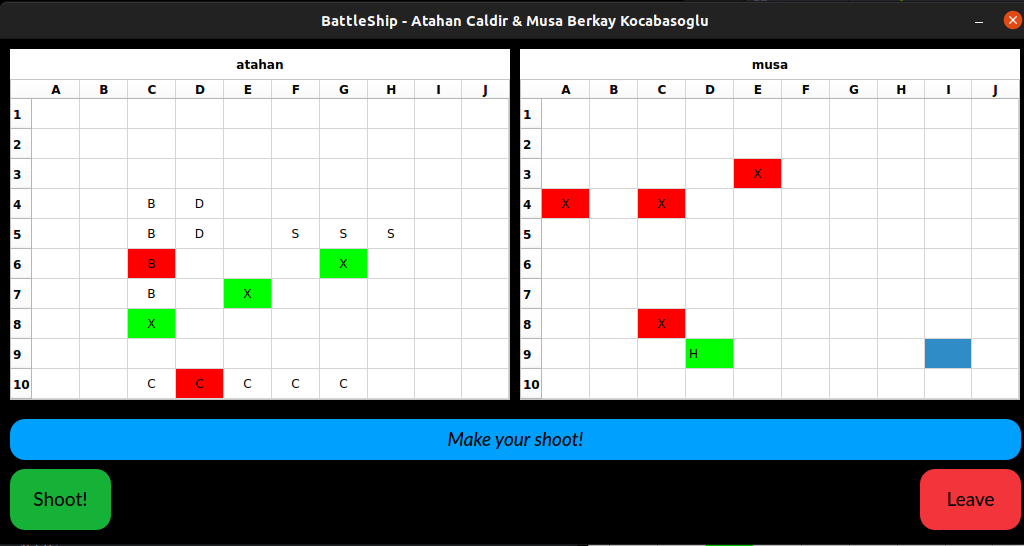 BattleShip - Atahan Caldir & Musa Berkay Kocabasoglu
atahan
A B C D E F G H I J
1
2
3
4 B D
5 B D S S S
6 B X
7 B X
8 X
9
10 C C C C C
musa
A B C D E F G H I J
1
2
3 X
4 X X
5
6
7
8 X
9 H
10
Make your shoot!
Shoot!
Leave